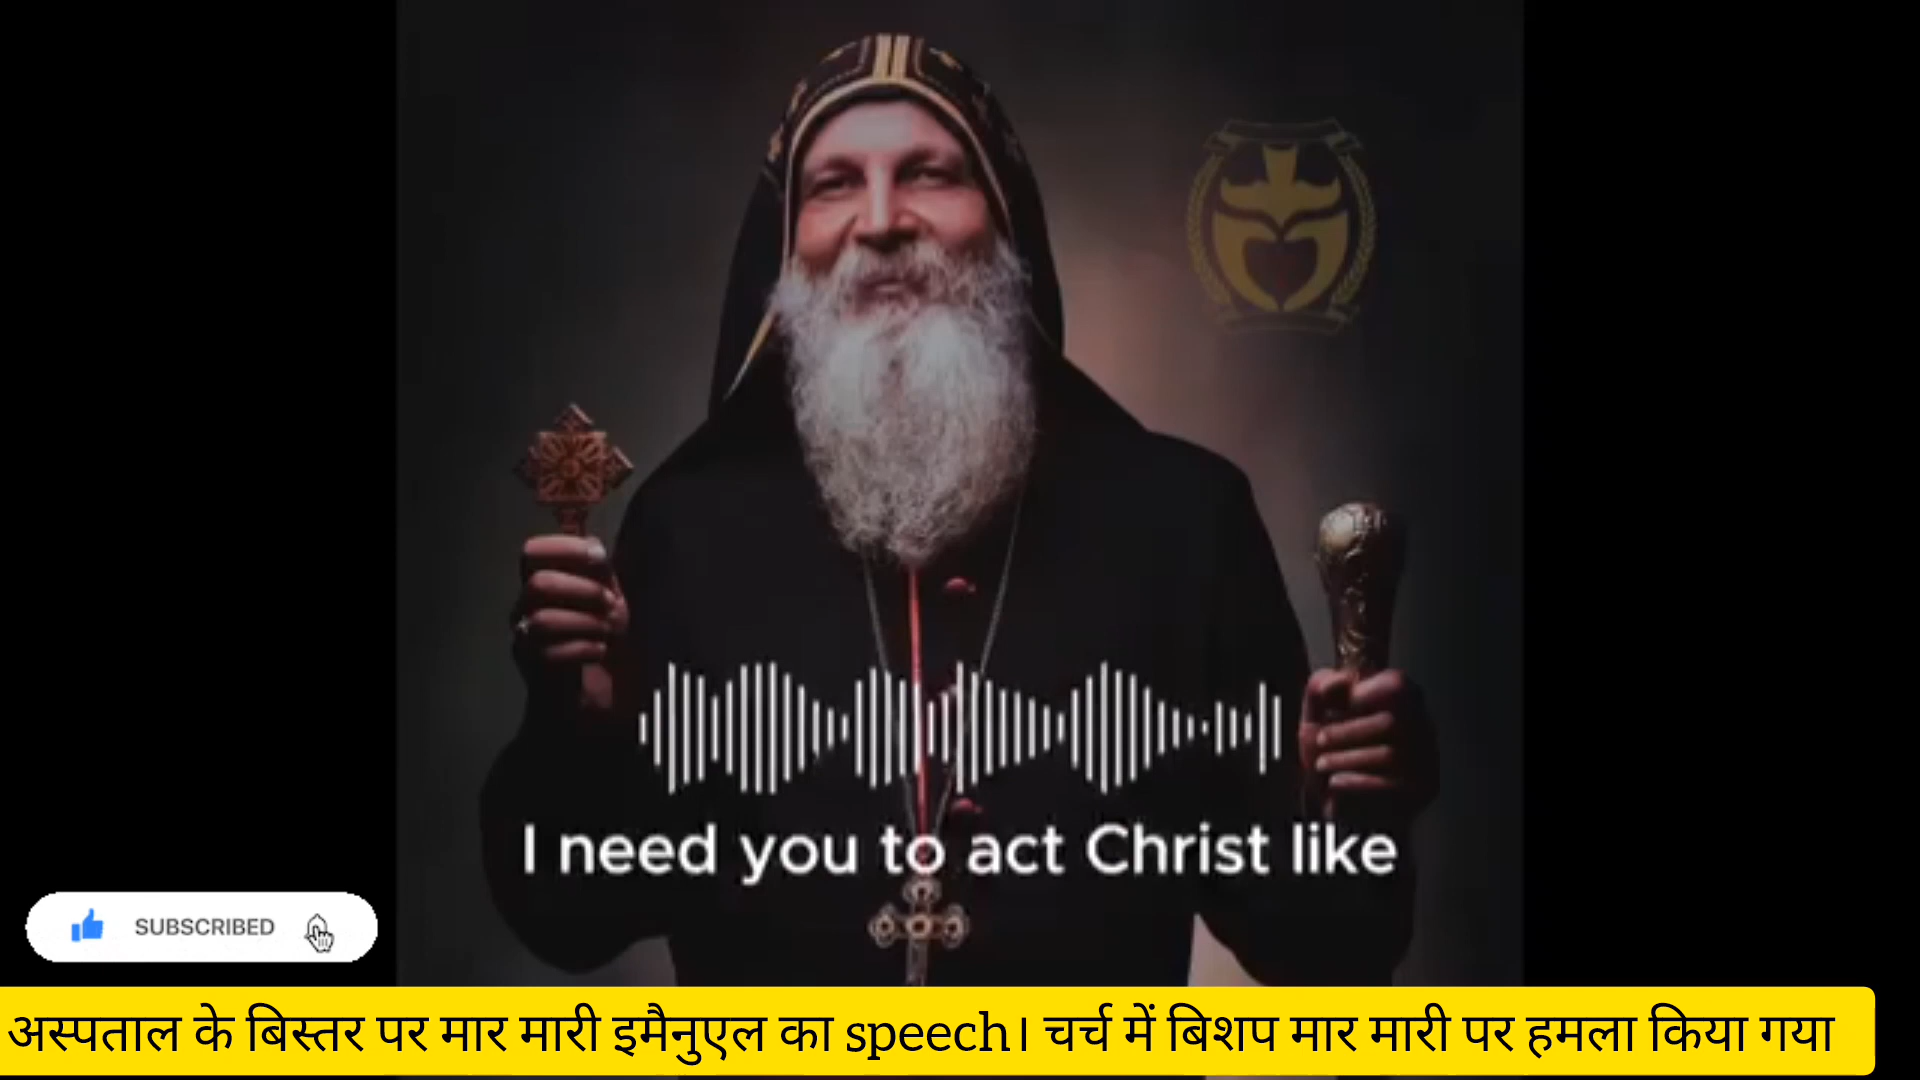 I need you to act Christ like
SUBSCRIBED
अस्पताल के बिस्तर पर मार मारी इमैनुएल का speech। चर्च में बिशप मार मारी पर हमला किया गया